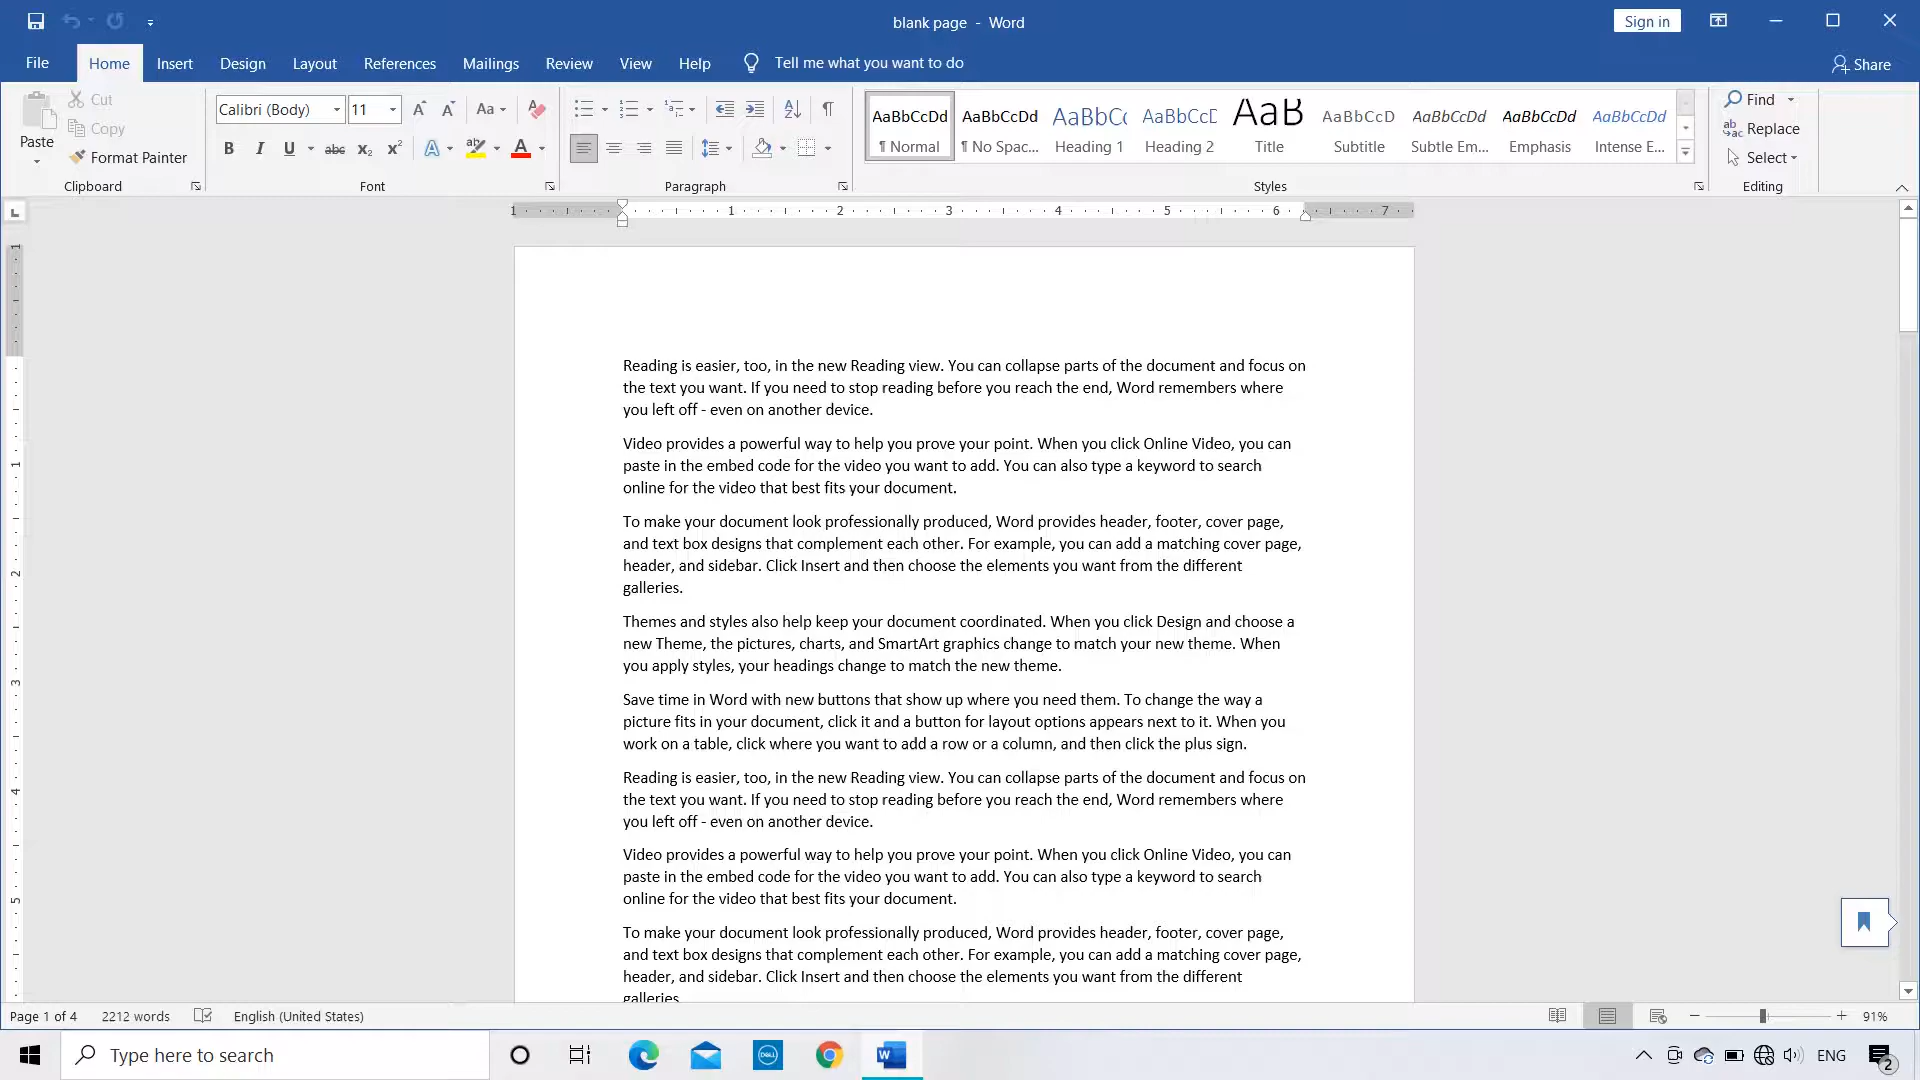 blank page - Word
Sign in
File Home Insert Design Layout References Mailings Review View Help Tell me what you want to do Share
Paste
Cut
Copy
Format Painter
Clipboard
Calibri (Body) 11
Aa
B I U abc x₂ x² A ab A
Font
Paragraph
AaBbCcDd AaBbCcDd AaBbCc AaBbCcD AaB AaBbCcD AaBbCcDd AaBbCcDd AaBbCcDd
¶ Normal ¶ No Spac... Heading 1 Heading 2 Title Subtitle Subtle Em... Emphasis Intense E...
Styles
Find
Replace
Select
Editing
1 1 2 3 4 5 6 7
1
1
2
3
4
5
Reading is easier, too, in the new Reading view. You can collapse parts of the document and focus on
the text you want. If you need to stop reading before you reach the end, Word remembers where
you left off - even on another device.
Video provides a powerful way to help you prove your point. When you click Online Video, you can
paste in the embed code for the video you want to add. You can also type a keyword to search
online for the video that best fits your document.
To make your document look professionally produced, Word provides header, footer, cover page,
and text box designs that complement each other. For example, you can add a matching cover page,
header, and sidebar. Click Insert and then choose the elements you want from the different
galleries.
Themes and styles also help keep your document coordinated. When you click Design and choose a
new Theme, the pictures, charts, and SmartArt graphics change to match your new theme. When
you apply styles, your headings change to match the new theme.
Save time in Word with new buttons that show up where you need them. To change the way a
picture fits in your document, click it and a button for layout options appears next to it. When you
work on a table, click where you want to add a row or a column, and then click the plus sign.
Reading is easier, too, in the new Reading view. You can collapse parts of the document and focus on
the text you want. If you need to stop reading before you reach the end, Word remembers where
you left off - even on another device.
Video provides a powerful way to help you prove your point. When you click Online Video, you can
paste in the embed code for the video you want to add. You can also type a keyword to search
online for the video that best fits your document.
To make your document look professionally produced, Word provides header, footer, cover page,
and text box designs that complement each other. For example, you can add a matching cover page,
header, and sidebar. Click Insert and then choose the elements you want from the different
galleries.
Page 1 of 4 2212 words English (United States) 91%
Type here to search
DELL
W
ENG
2